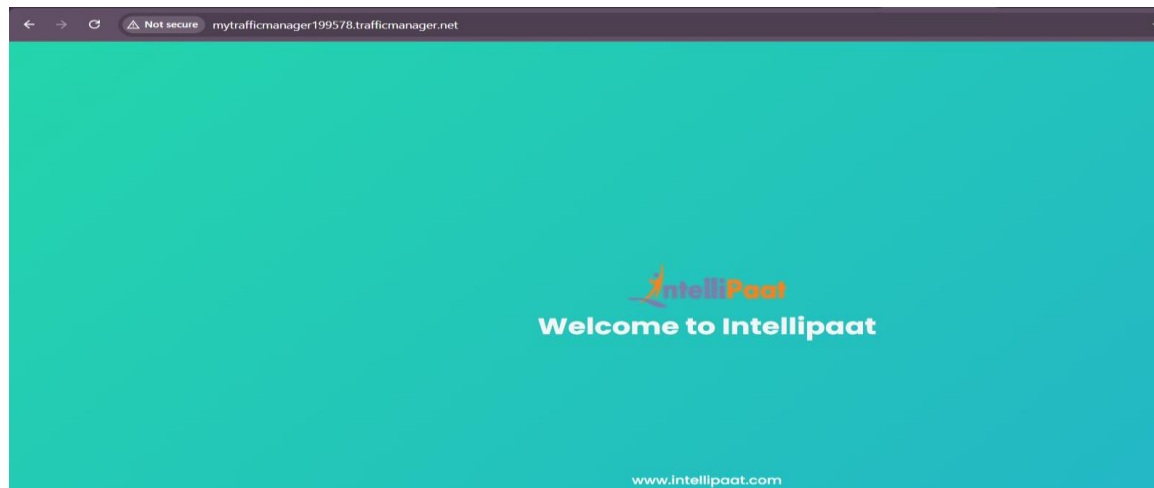 Not secure mytrafficmanager199578.trafficmanager.net
IntelliPaat
Welcome to Intellipaat
www.intellipaat.com